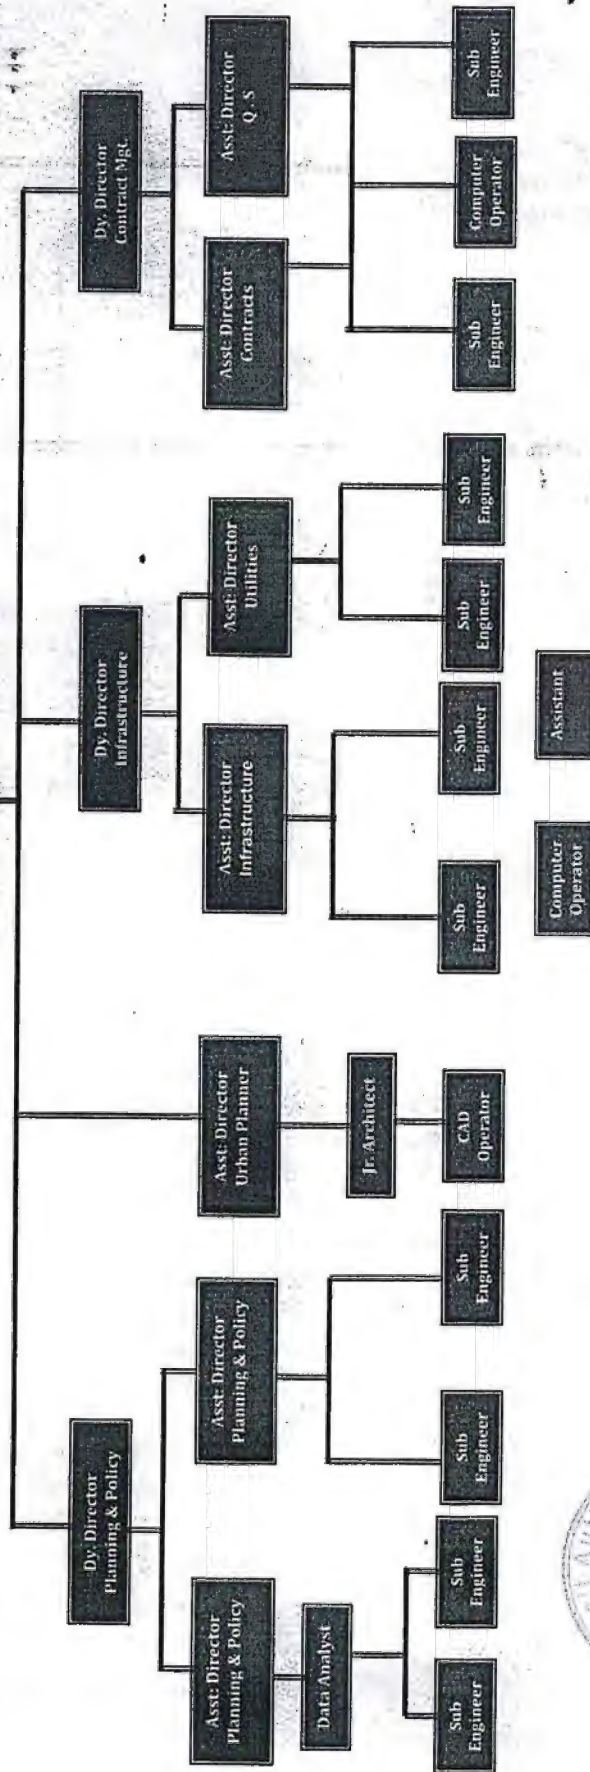 Dy. Director
Planning & Policy
Dy. Director
Infrastructure
Dy. Director
Contract Mgt.
Asst: Director
Planning & Policy
Asst: Director
Planning & Policy
Asst: Director
Urban Planner
Asst: Director
Infrastructure
Asst: Director
Utilities
Asst: Director
Contracts
Asst: Director
Q . S
Data Analyst
Jr. Architect
Sub
Engineer
Sub
Engineer
Sub
Engineer
Sub
Engineer
CAD
Operator
Sub
Engineer
Sub
Engineer
Sub
Engineer
Sub
Engineer
Sub
Engineer
Computer
Operator
Sub
Engineer
Computer
Operator
Assistant